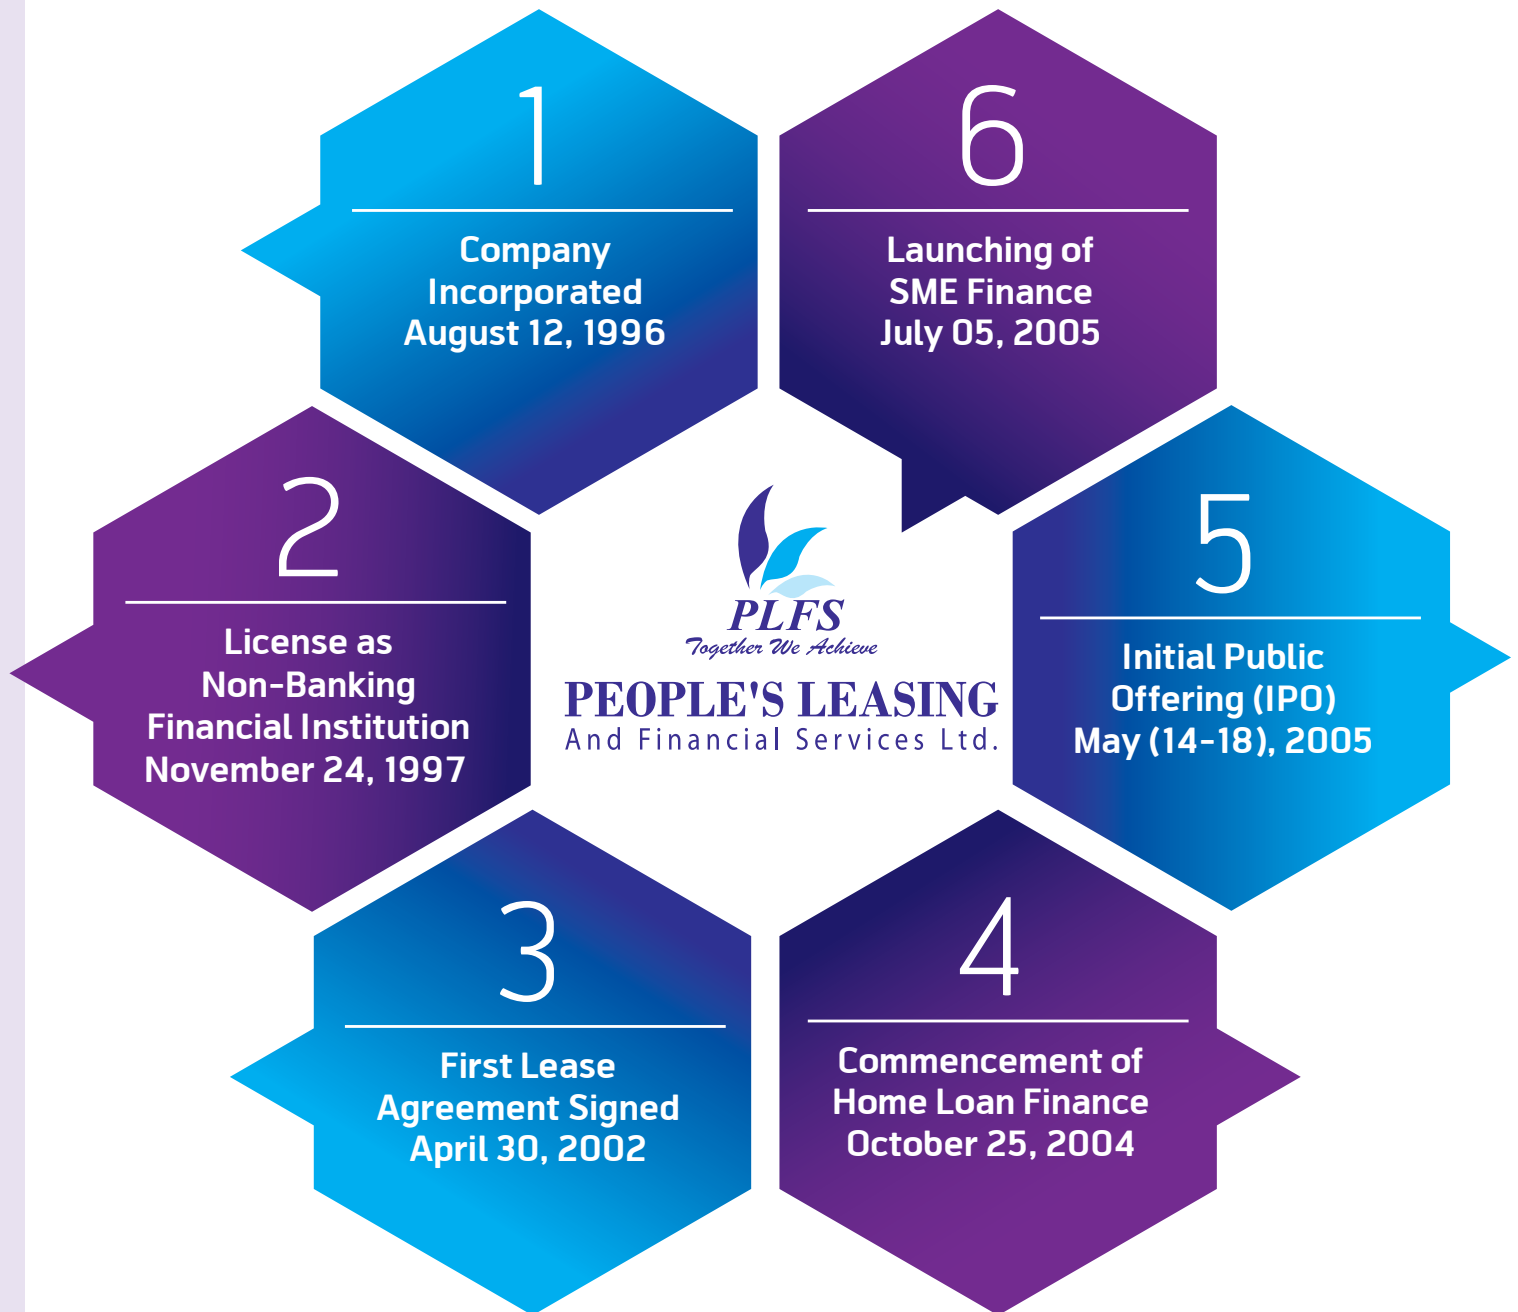 1
Company
Incorporated
August 12, 1996
2
License as
Non-Banking
Financial Institution
November 24, 1997
3
First Lease
Agreement Signed
April 30, 2002
4
Commencement of
Home Loan Finance
October 25, 2004
5
Initial Public
Offering (IPO)
May (14-18), 2005
6
Launching of
SME Finance
July 05, 2005
PLFS
Together We Achieve
PEOPLE'S LEASING
And Financial Services Ltd.